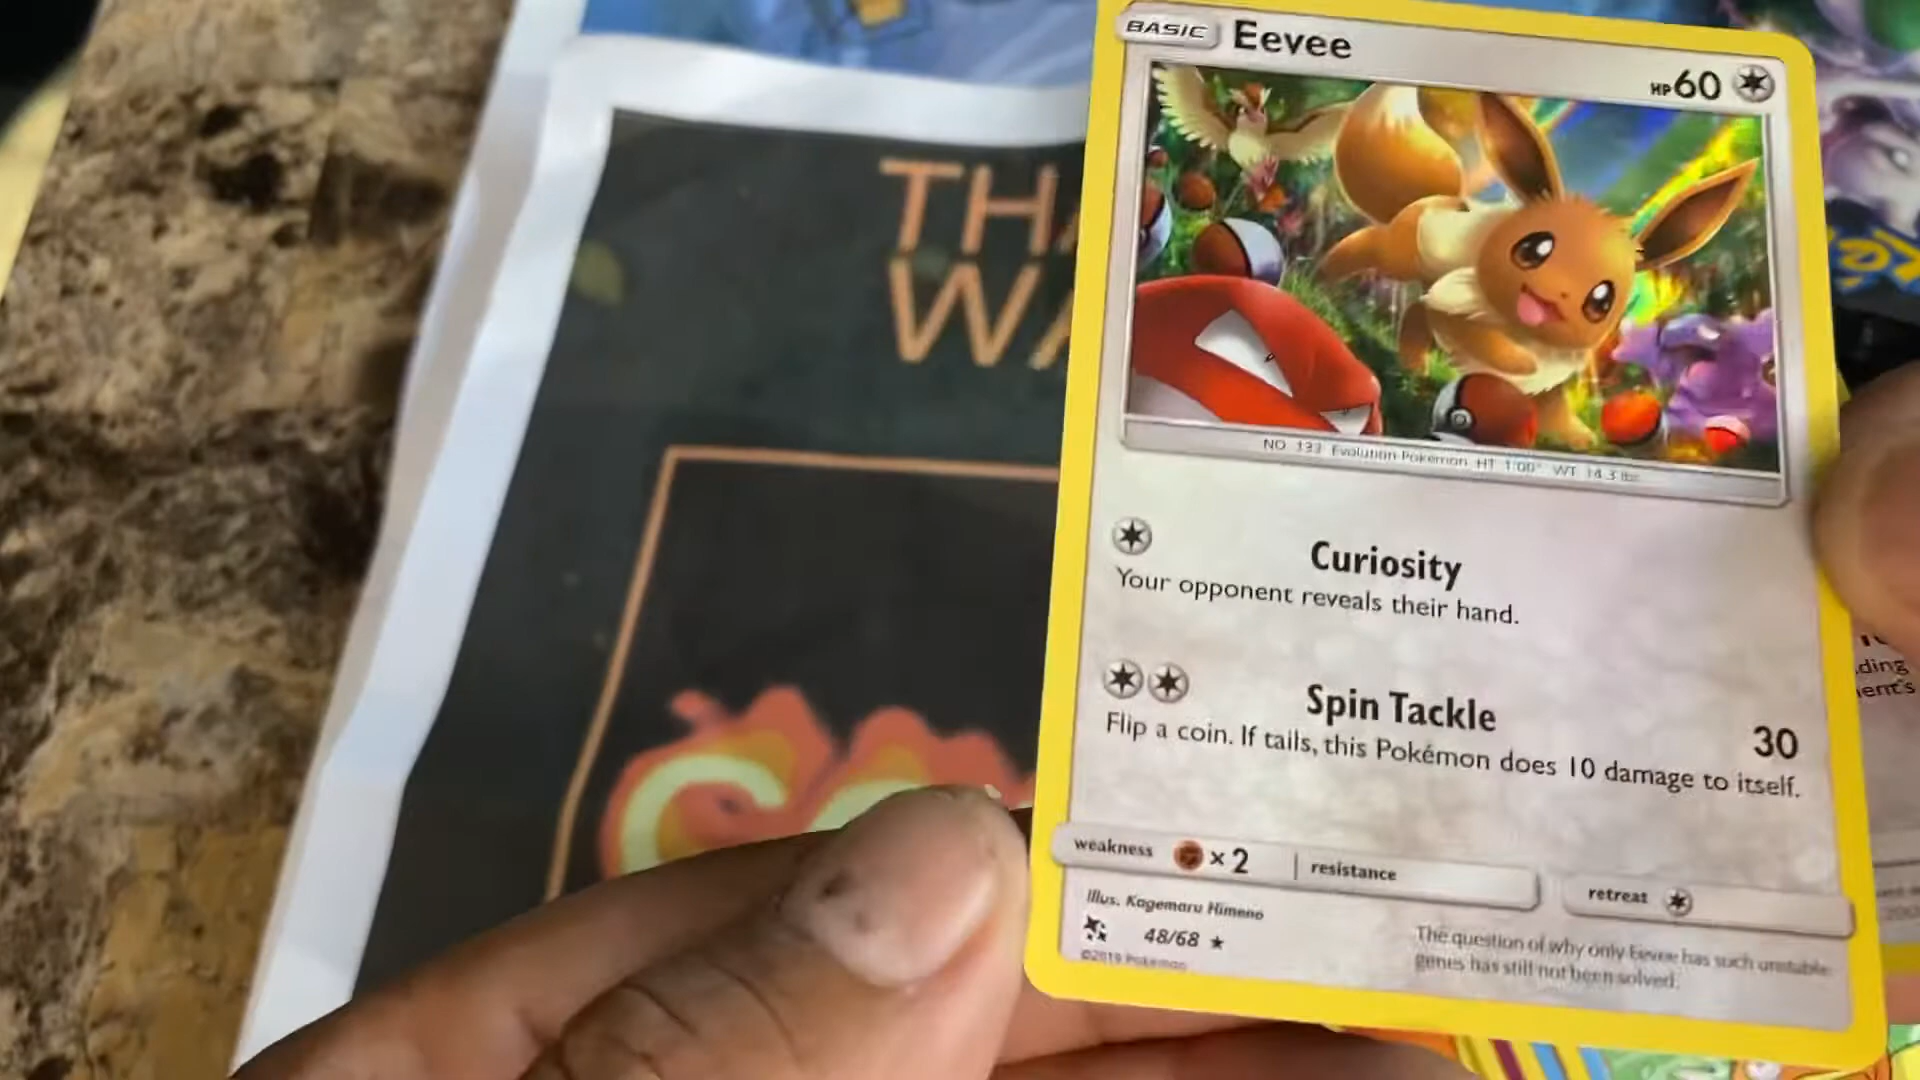 BASIC Eevee
HP 60
NO. 133 Evolution Pokémon HT 1'00" WT 14.3 lbs.
Curiosity
Your opponent reveals their hand.
Spin Tackle 30
Flip a coin. If tails, this Pokémon does 10 damage to itself.
weakness × 2 resistance retreat
Illus. Kagemaru Himeno
48/68
©2019 Pokémon
The question of why only Eevee has such unstable
genes has still not been solved.
TH
W